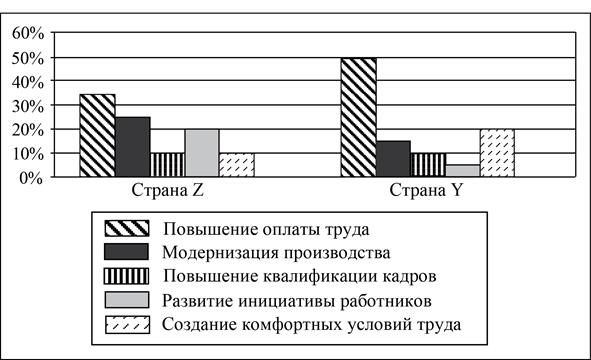 60%
50%
40%
30%
20%
10%
0%
Страна Z Страна Y
Повышение оплаты труда
Модернизация производства
Повышение квалификации кадров
Развитие инициативы работников
Создание комфортных условий труда